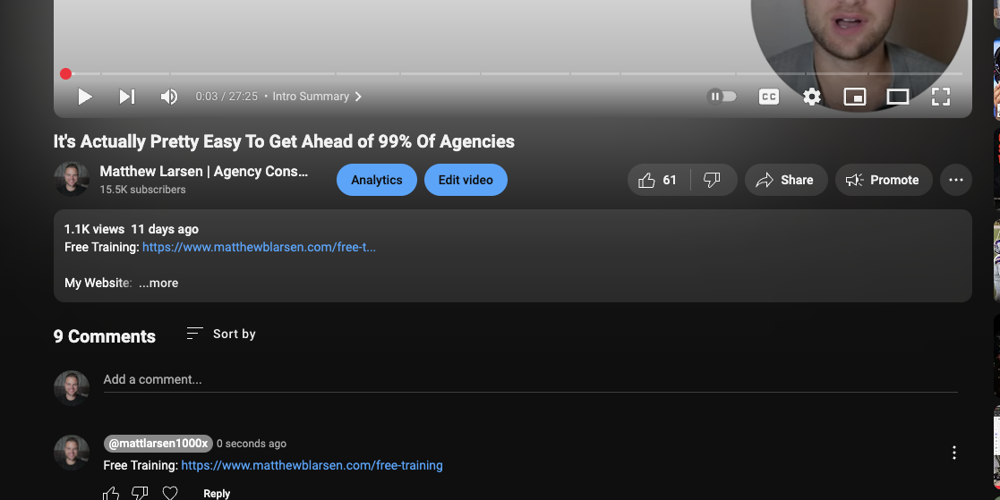 0:03 / 27:25 • Intro Summary
CC
It's Actually Pretty Easy To Get Ahead of 99% Of Agencies
Matthew Larsen | Agency Cons...
15.5K subscribers
Analytics
Edit video
61
Share
Promote
1.1K views 11 days ago
Free Training: https://www.matthewblarsen.com/free-t...
My Website: ...more
9 Comments
Sort by
Add a comment...
@mattlarsen1000x 0 seconds ago
Free Training: https://www.matthewblarsen.com/free-training
Reply